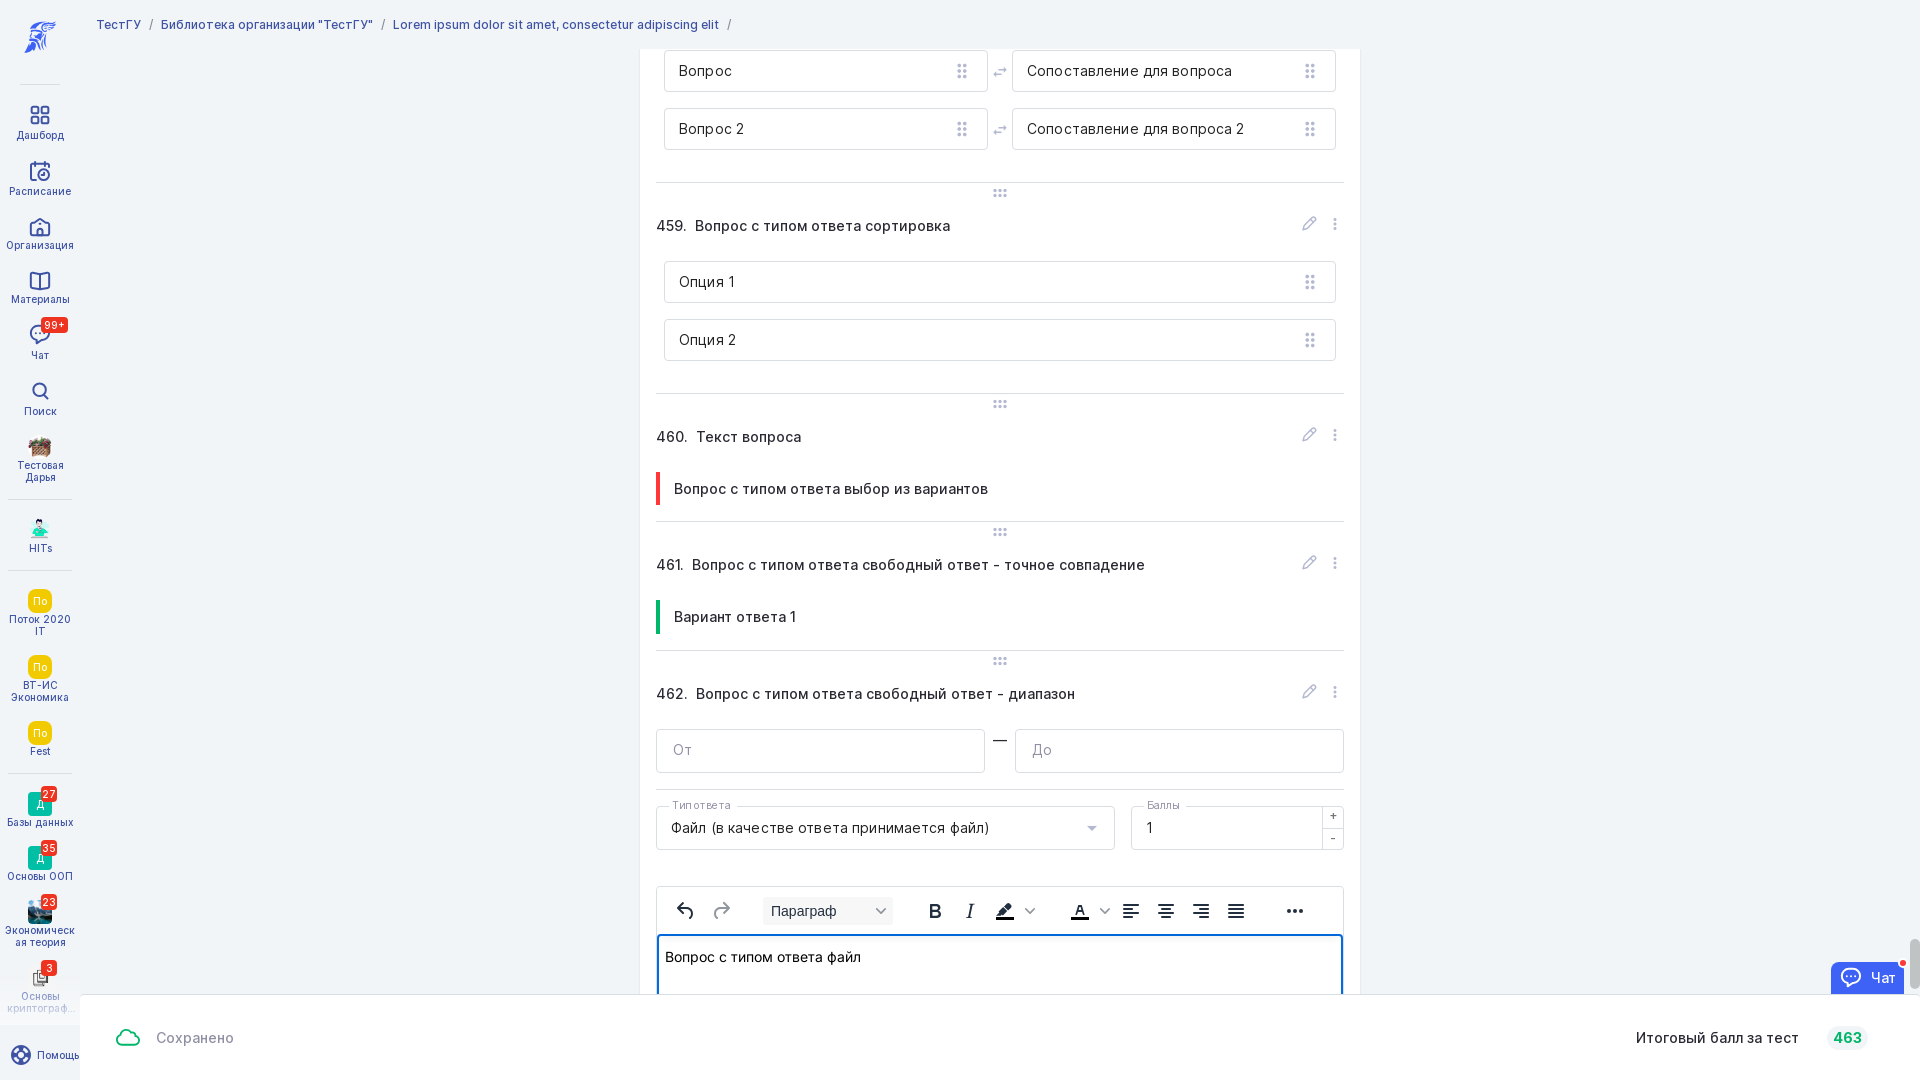 ТестГУ / Библиотека организации "ТестГУ" / Lorem ipsum dolor sit amet, consectetur adipiscing elit /
Дашборд
Расписание
Организация
Материалы
99+
Чат
Поиск
Тестовая
Дарья
HITs
По
Поток 2020
IT
По
ВТ-ИС
Экономика
По
Fest
27
Д
Базы данных
35
Д
Основы ООП
23
Экономическ
ая теория
3
Основы
криптограф...
Помощь
Вопрос
Сопоставление для вопроса
Вопрос 2
Сопоставление для вопроса 2
459. Вопрос с типом ответа сортировка
Опция 1
Опция 2
460. Текст вопроса
Вопрос с типом ответа выбор из вариантов
461. Вопрос с типом ответа свободный ответ - точное совпадение
Вариант ответа 1
462. Вопрос с типом ответа свободный ответ - диапазон
От — До
Тип ответа
Файл (в качестве ответа принимается файл)
Баллы
1
+
-
Параграф
Вопрос с типом ответа файл
Чат
Сохранено
Итоговый балл за тест 463